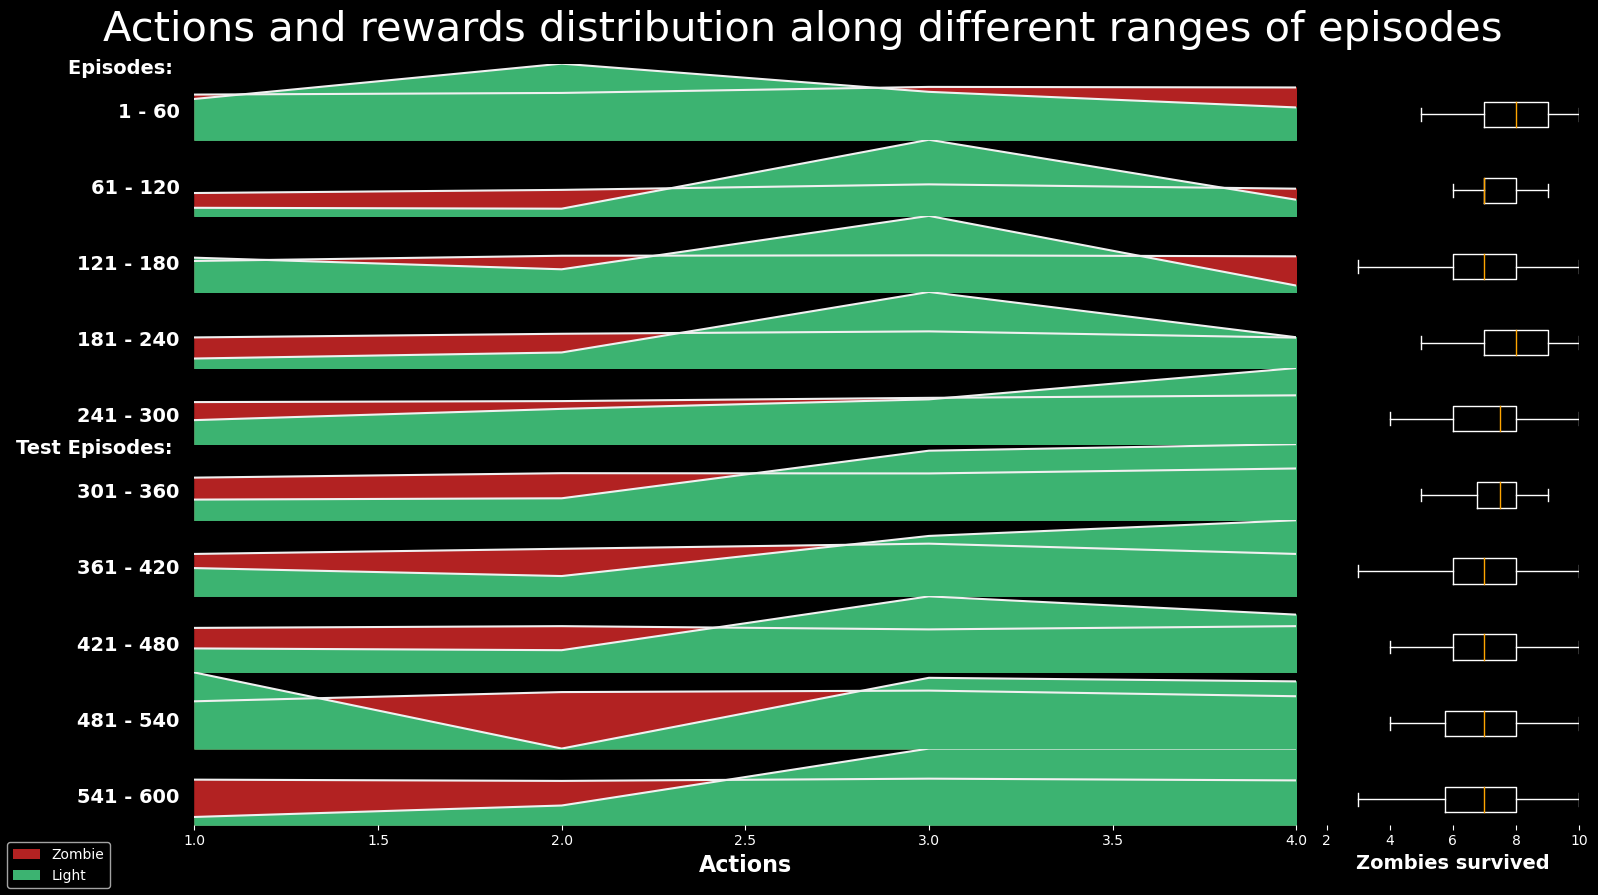 Actions and rewards distribution along different ranges of episodes
Episodes:
1 - 60
61 - 120
121 - 180
181 - 240
241 - 300
Test Episodes:
301 - 360
361 - 420
421 - 480
481 - 540
541 - 600
1.0 1.5 2.0 2.5 3.0 3.5 4.0 2 4 6 8 10
Actions Zombies survived
Zombie
Light